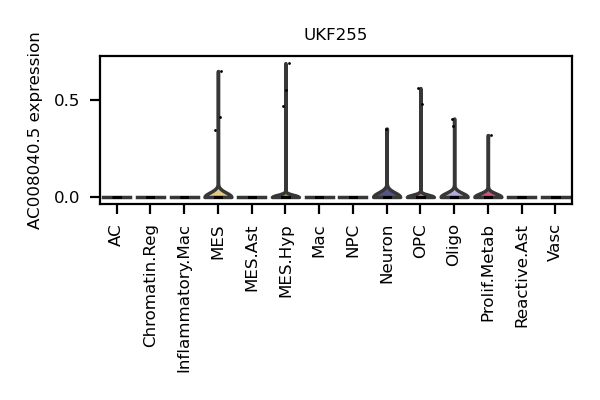 UKF255
AC008040.5 expression
0.5
0.0
AC
Chromatin.Reg
Inflammatory.Mac
MES
MES.Ast
MES.Hyp
Mac
NPC
Neuron
OPC
Oligo
Prolif.Metab
Reactive.Ast
Vasc